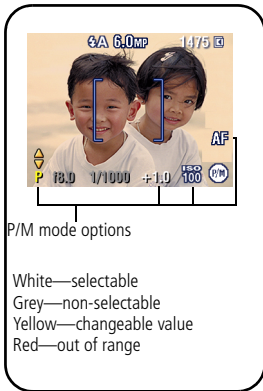 ⚡A 6.0MP 1475
AF
P f8.0 1/1000 +1.0 ISO 100 P/M
P/M mode options
White—selectable
Grey—non-selectable
Yellow—changeable value
Red—out of range